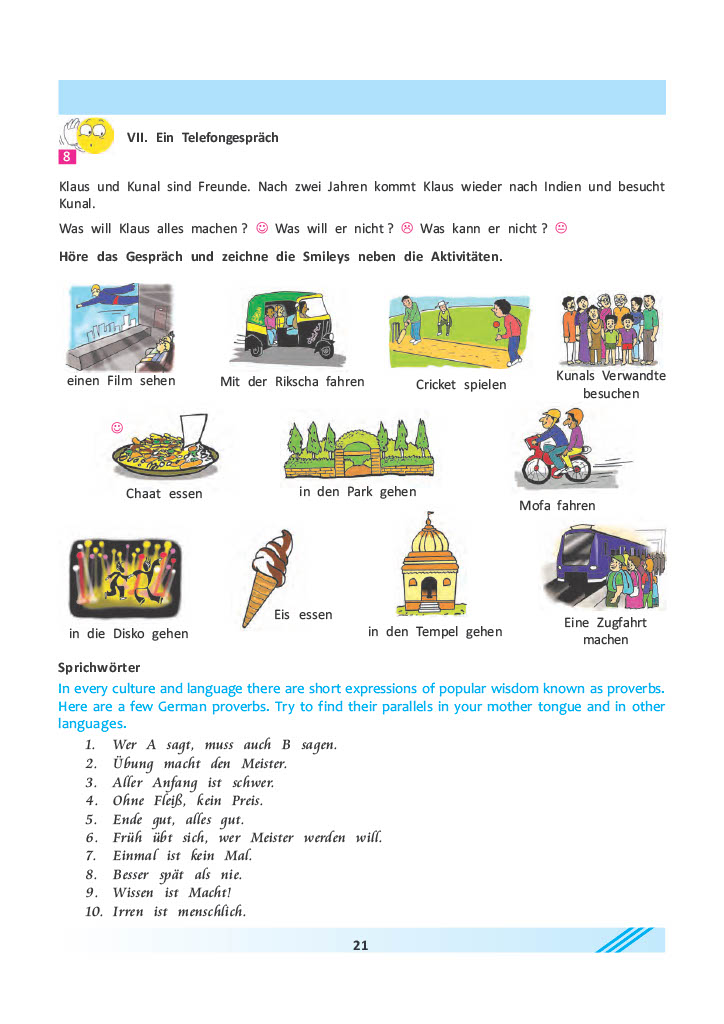 VII. Ein Telefongespräch
8
Klaus und Kunal sind Freunde. Nach zwei Jahren kommt Klaus wieder nach Indien und besucht
Kunal.
Was will Klaus alles machen ? ☺ Was will er nicht ? ☹ Was kann er nicht ? 😐
Höre das Gespräch und zeichne die Smileys neben die Aktivitäten.
einen Film sehen
Mit der Rikscha fahren
Cricket spielen
Kunals Verwandte
besuchen
☺
Chaat essen
in den Park gehen
Mofa fahren
in die Disko gehen
Eis essen
in den Tempel gehen
Eine Zugfahrt
machen
Sprichwörter
In every culture and language there are short expressions of popular wisdom known as proverbs.
Here are a few German proverbs. Try to find their parallels in your mother tongue and in other
languages.
1. Wer A sagt, muss auch B sagen.
2. Übung macht den Meister.
3. Aller Anfang ist schwer.
4. Ohne Fleiß, kein Preis.
5. Ende gut, alles gut.
6. Früh übt sich, wer Meister werden will.
7. Einmal ist kein Mal.
8. Besser spät als nie.
9. Wissen ist Macht!
10. Irren ist menschlich.
21